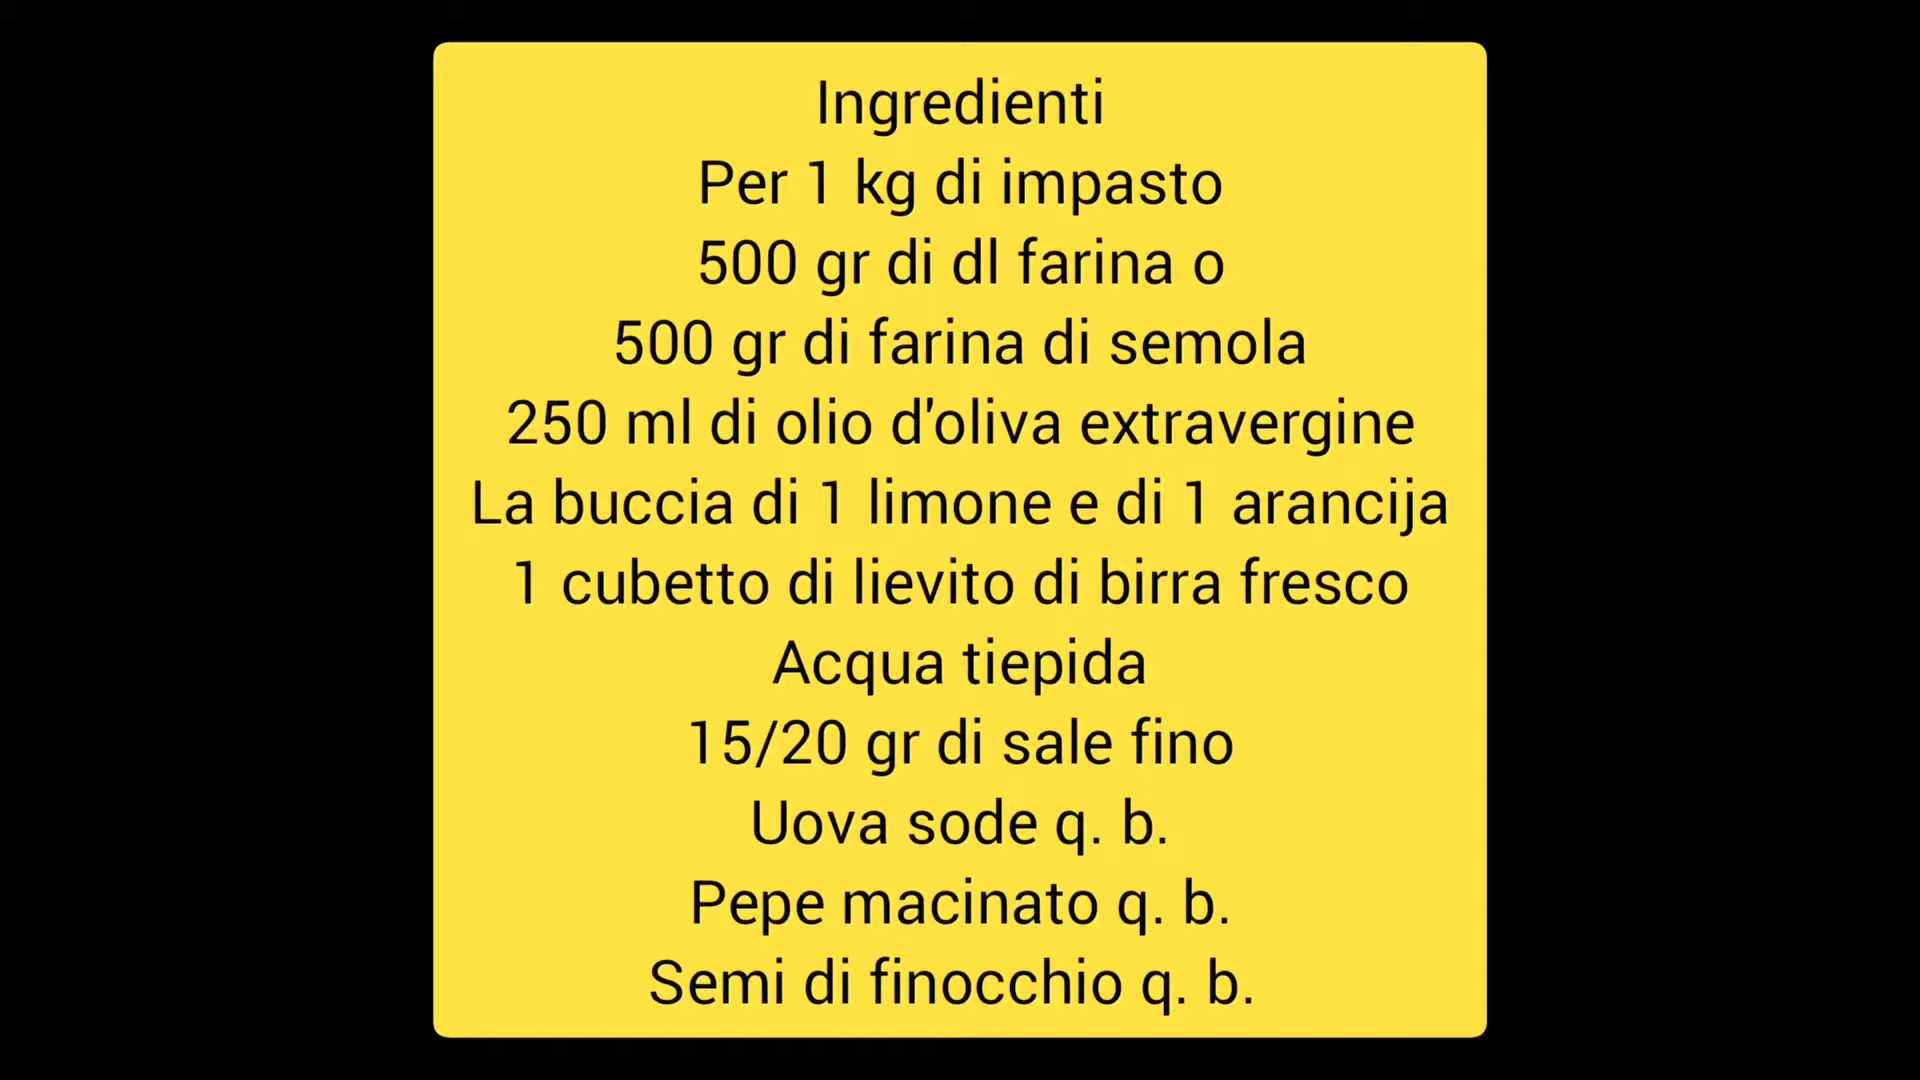 Ingredienti
Per 1 kg di impasto
500 gr di dl farina o
500 gr di farina di semola
250 ml di olio d'oliva extravergine
La buccia di 1 limone e di 1 arancija
1 cubetto di lievito di birra fresco
Acqua tiepida
15/20 gr di sale fino
Uova sode q. b.
Pepe macinato q. b.
Semi di finocchio q. b.